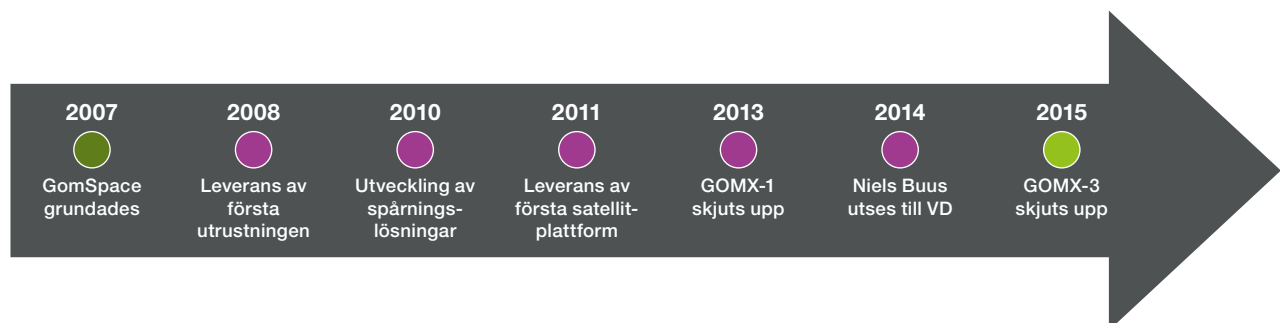 2007
GomSpace
grundades
2008
Leverans av
första
utrustningen
2010
Utveckling av
spårnings-
lösningar
2011
Leverans av
första satellit-
plattform
2013
GOMX-1
skjuts upp
2014
Niels Buus
utses till VD
2015
GOMX-3
skjuts upp